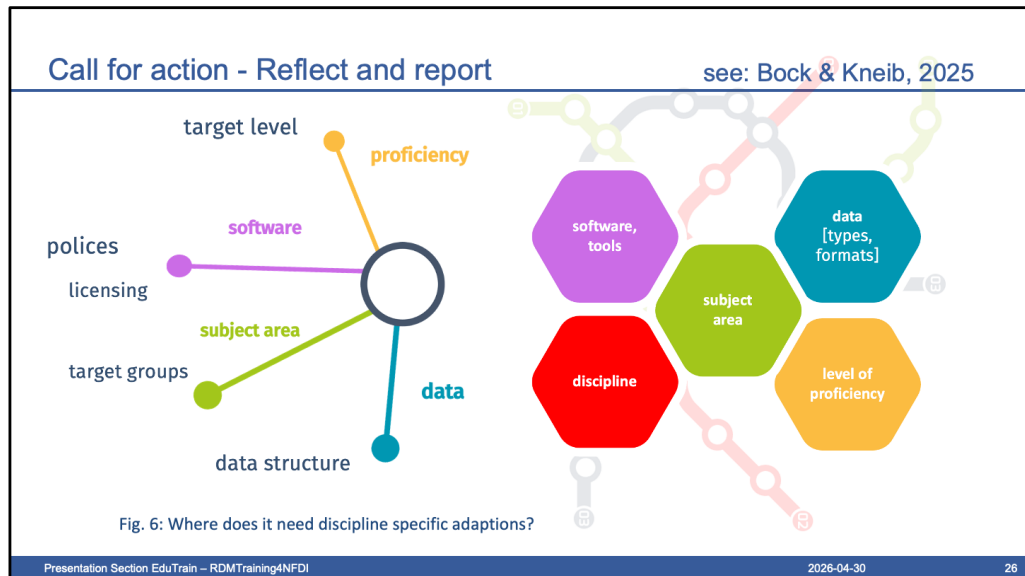 Call for action - Reflect and report
see: Bock & Kneib, 2025
target level
proficiency
software
polices
licensing
subject area
target groups
data
data structure
software,
tools
data
[types,
formats]
subject
area
discipline
level of
proficiency
Fig. 6: Where does it need discipline specific adaptions?
Presentation Section EduTrain – RDMTraining4NFDI
2026-04-30
26